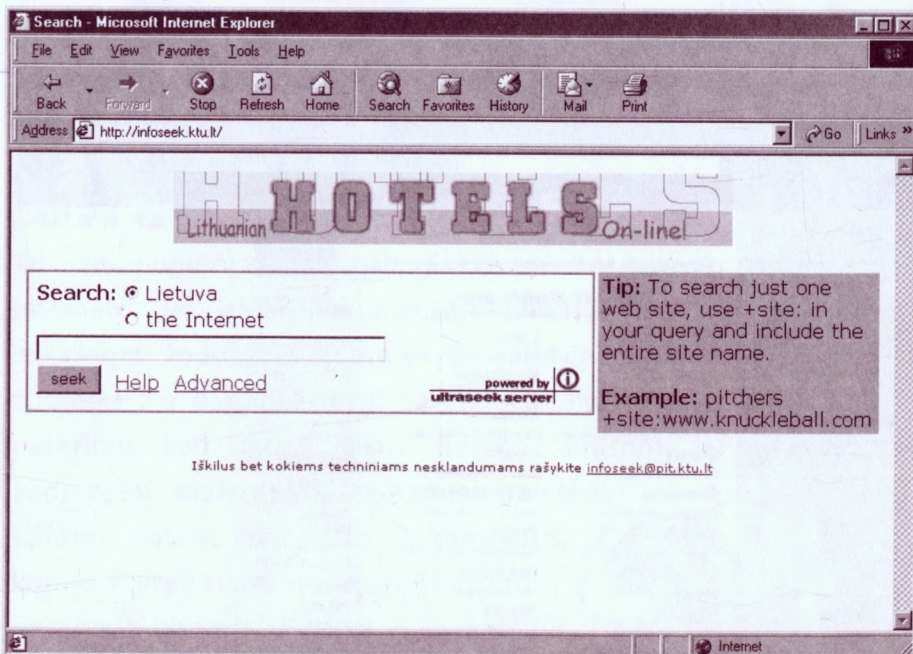 Search - Microsoft Internet Explorer
File Edit View Favorites Tools Help
Back Forward Stop Refresh Home Search Favorites History Mail Print
Address http://infoseek.ktu.lt/ Go Links »
Lithuanian HOTELS On-line
Search: Lietuva
the Internet
seek Help Advanced
powered by
ultraseek server
Tip: To search just one
web site, use +site: in
your query and include the
entire site name.
Example: pitchers
+site:www.knuckleball.com
Iškilus bet kokiems techniniams nesklandumams rašykite infoseek@pit.ktu.lt
Internet